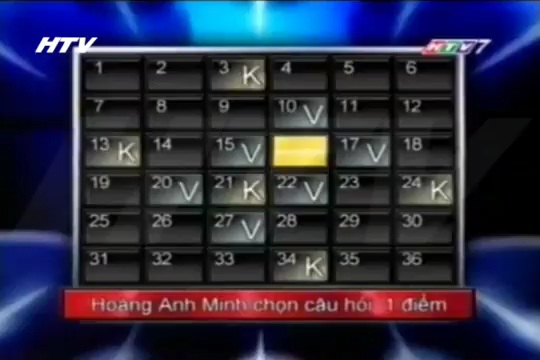 HTV HTV7
1 2 3 K 4 5 6
7 8 9 10 V 11 12
13 K 14 15 V 17 V 18
19 20 V 21 K 22 V 23 24 K
25 26 27 V 28 29 30
31 32 33 34 K 35 36
Hoàng Anh Minh chọn câu hỏi 1 điểm